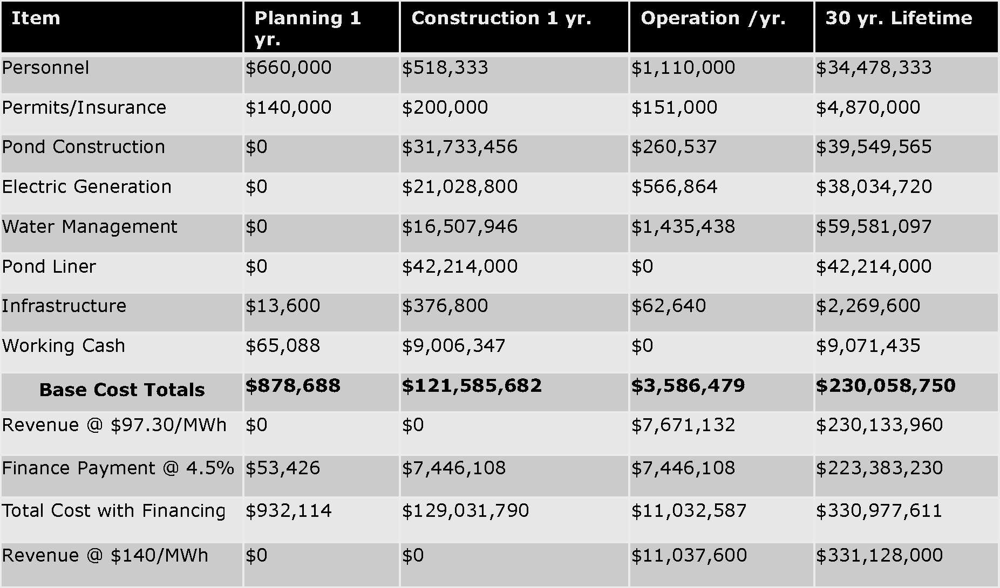 Item Planning 1 yr. Construction 1 yr. Operation /yr. 30 yr. Lifetime
Personnel $660,000 $518,333 $1,110,000 $34,478,333
Permits/Insurance $140,000 $200,000 $151,000 $4,870,000
Pond Construction $0 $31,733,456 $260,537 $39,549,565
Electric Generation $0 $21,028,800 $566,864 $38,034,720
Water Management $0 $16,507,946 $1,435,438 $59,581,097
Pond Liner $0 $42,214,000 $0 $42,214,000
Infrastructure $13,600 $376,800 $62,640 $2,269,600
Working Cash $65,088 $9,006,347 $0 $9,071,435
Base Cost Totals $878,688 $121,585,682 $3,586,479 $230,058,750
Revenue @ $97.30/MWh $0 $0 $7,671,132 $230,133,960
Finance Payment @ 4.5% $53,426 $7,446,108 $7,446,108 $223,383,230
Total Cost with Financing $932,114 $129,031,790 $11,032,587 $330,977,611
Revenue @ $140/MWh $0 $0 $11,037,600 $331,128,000